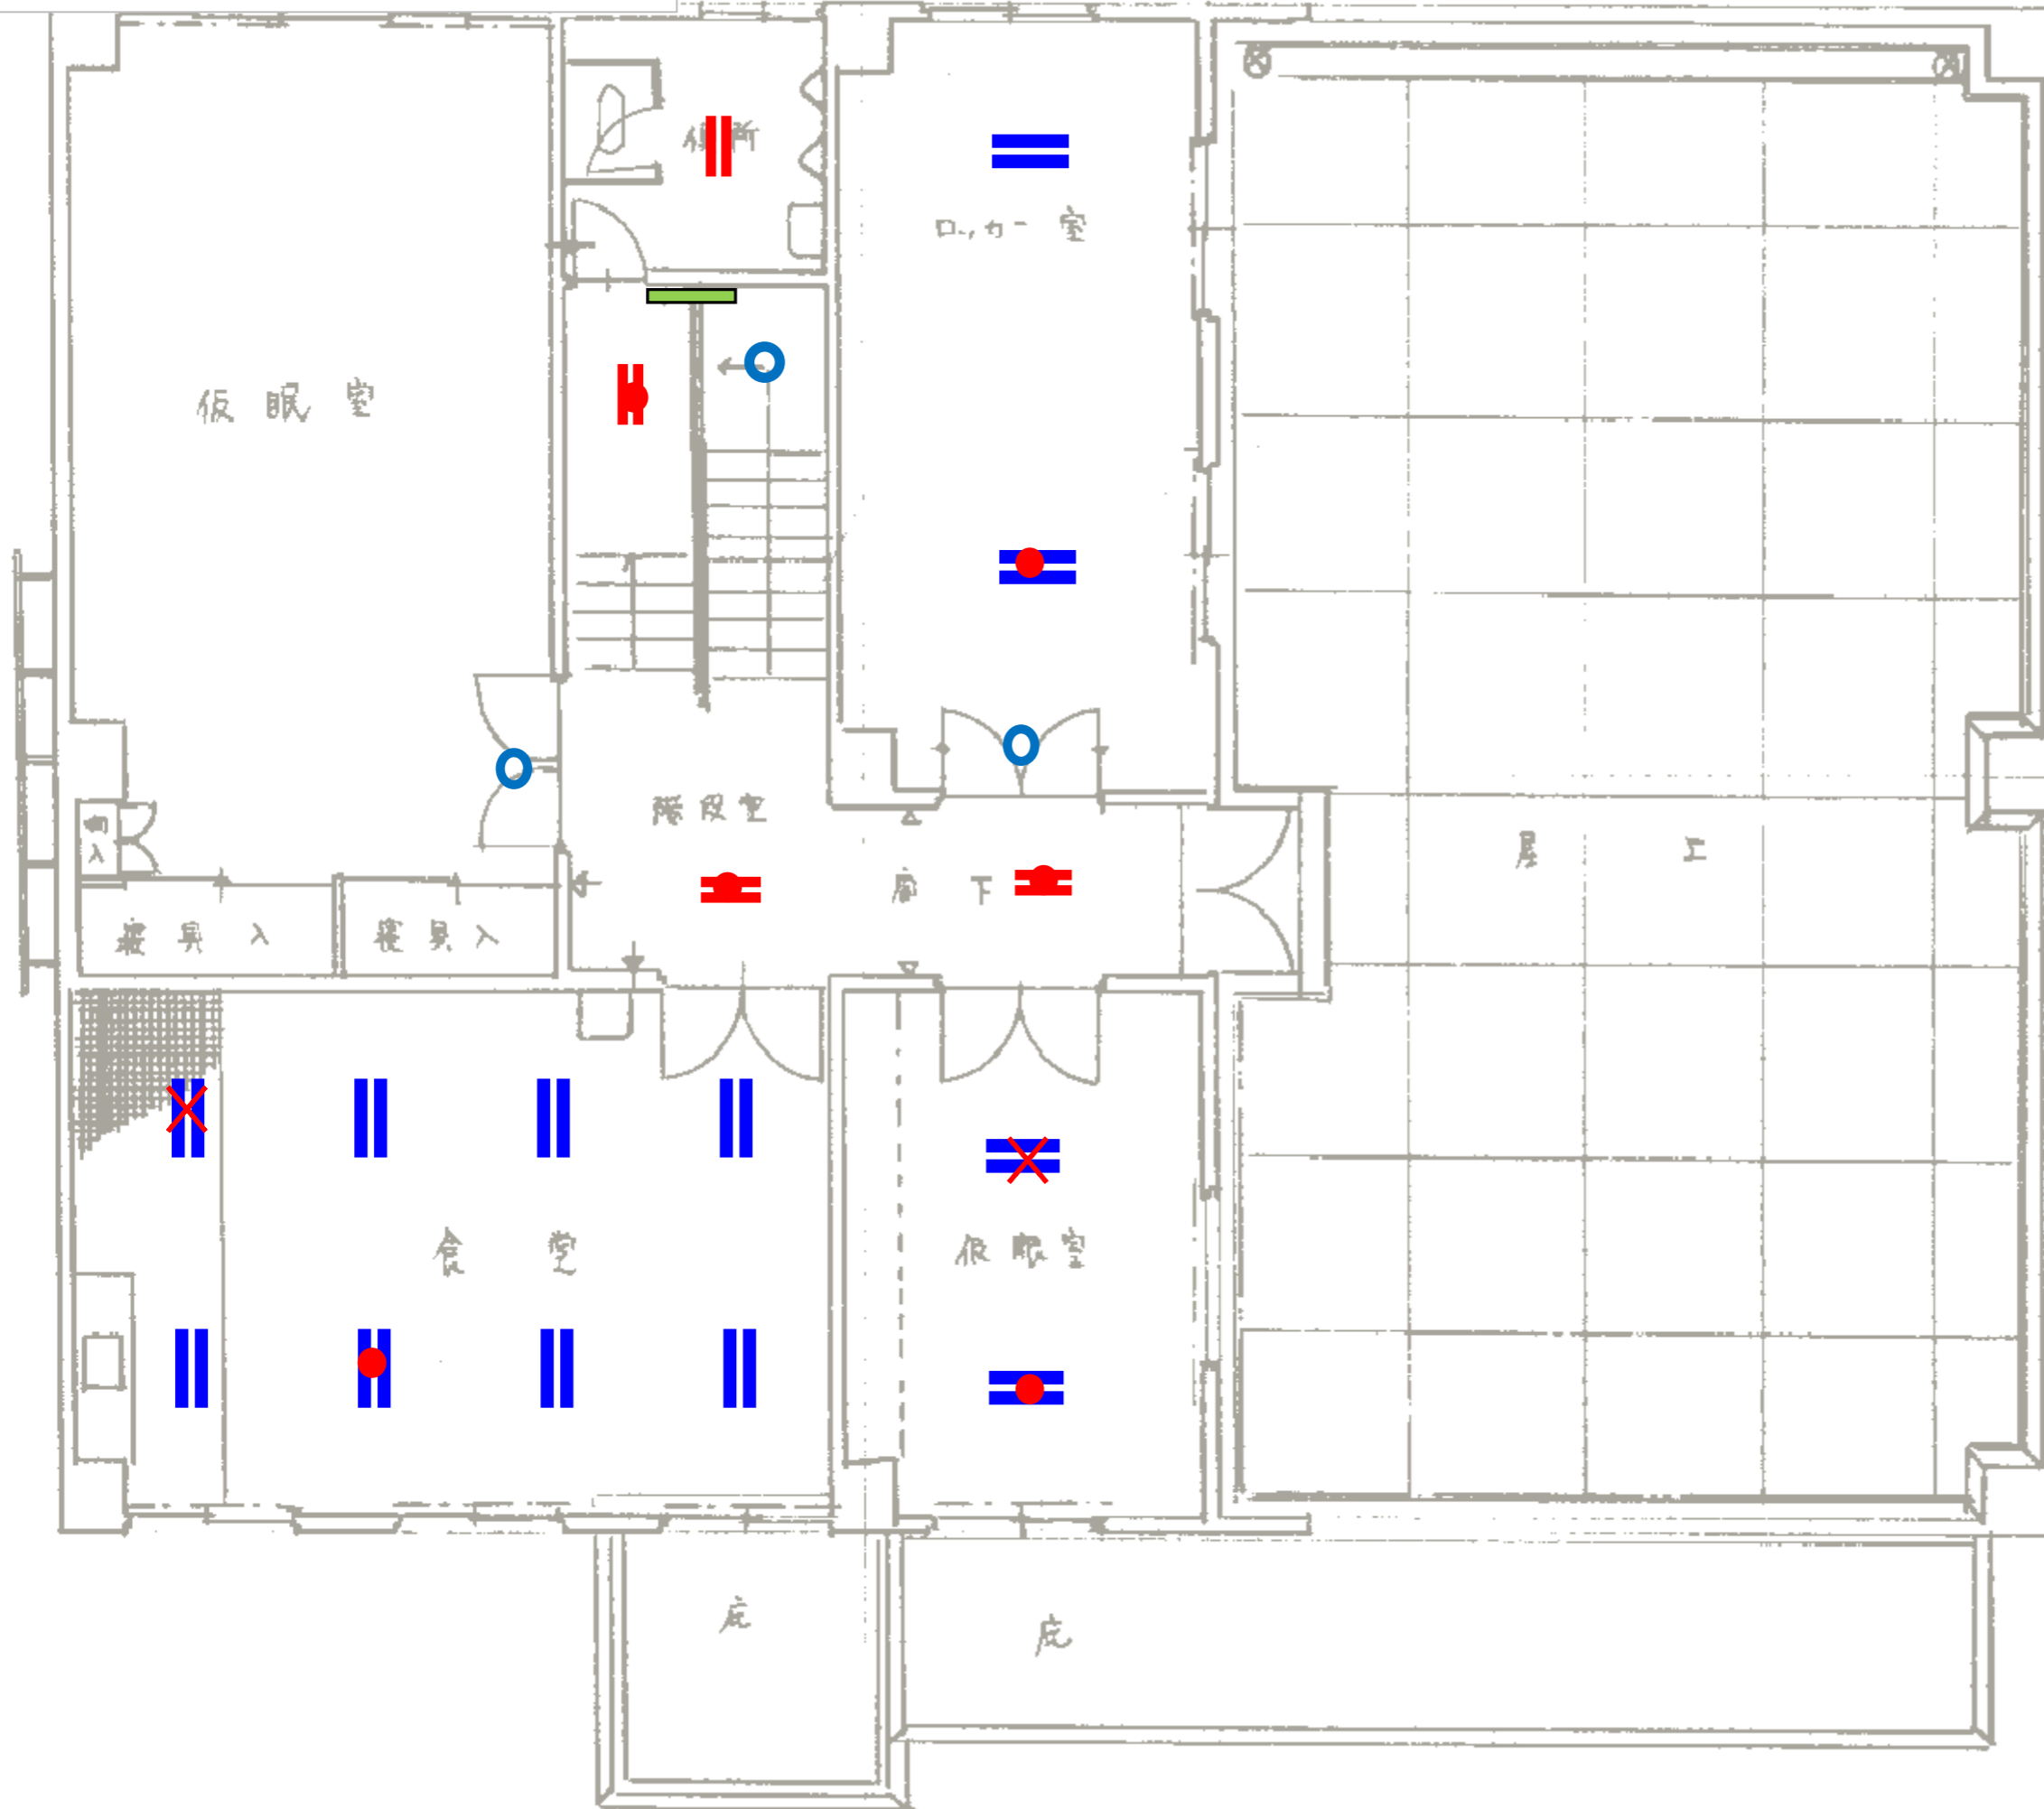 便所
ロッカー室
仮眠室
階段室
物入
廊下
屋上
寝具入
寝具入
食堂
仮眠室
庇
庇